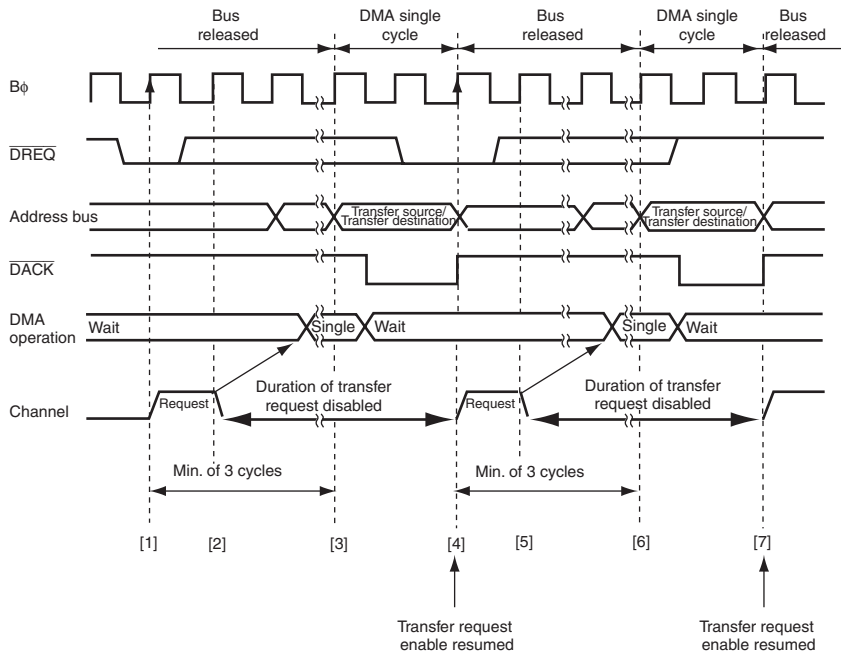 Bus
released
DMA single
cycle
Bus
released
DMA single
cycle
Bus
released
Bφ
DREQ
Address bus
Transfer source/
Transfer destination
Transfer source/
Transfer destination
DACK
DMA
operation
Wait
Single
Wait
Single
Wait
Channel
Request
Duration of transfer
request disabled
Request
Duration of transfer
request disabled
Min. of 3 cycles
Min. of 3 cycles
[1]
[2]
[3]
[4]
[5]
[6]
[7]
Transfer request
enable resumed
Transfer request
enable resumed